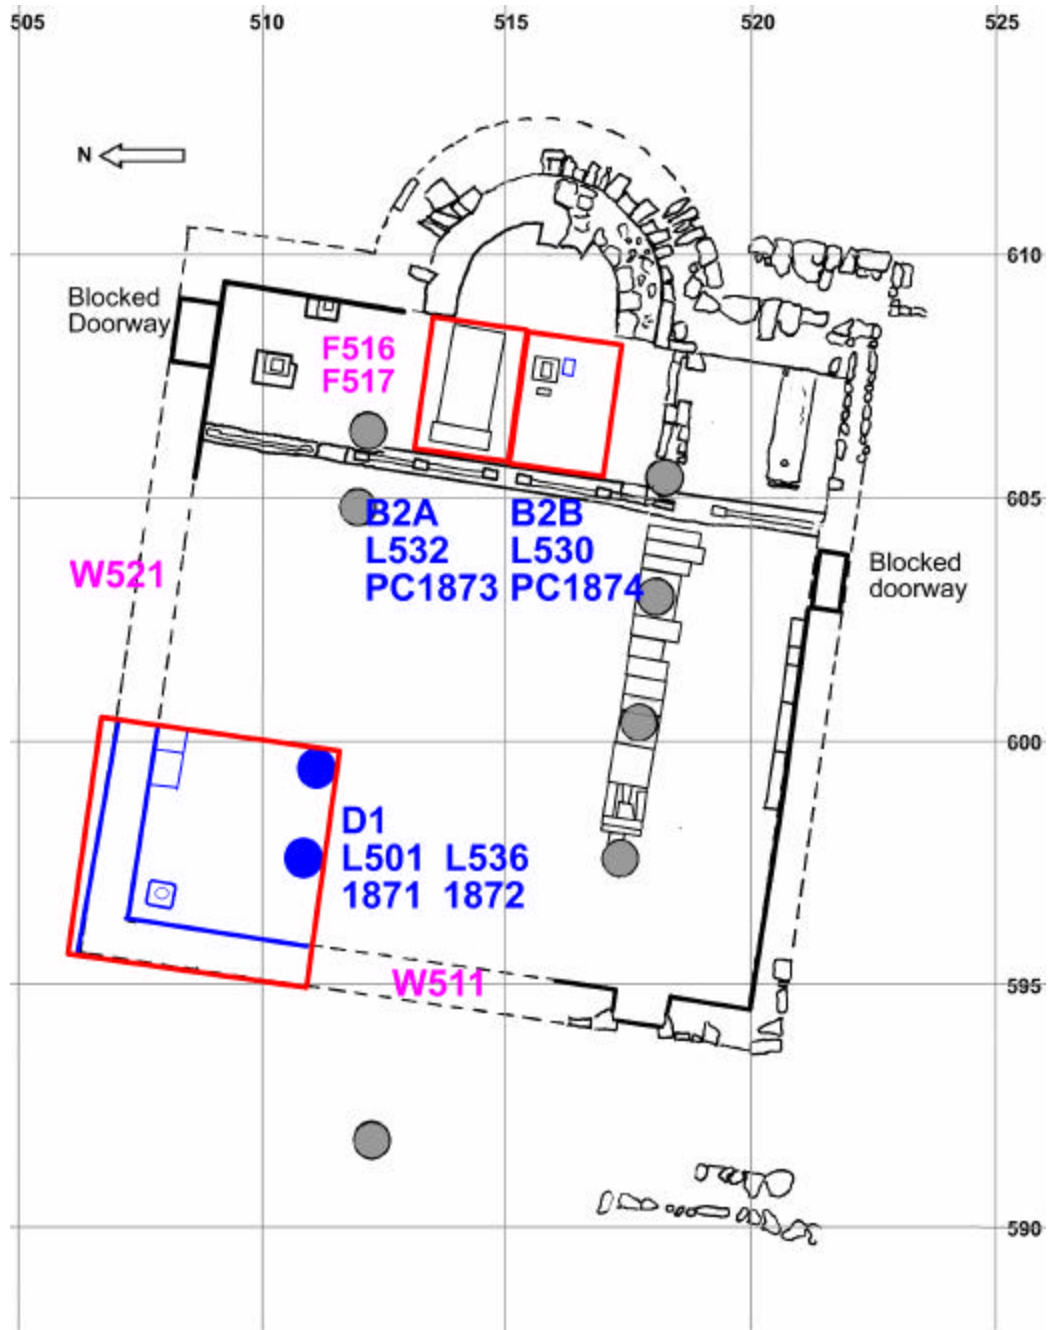 505 510 515 520 525
N
610
Blocked
Doorway
F516
F517
605
B2A B2B
L532 L530
PC1873 PC1874
Blocked
doorway
W521
600
D1
L501 L536
1871 1872
W511
595
590